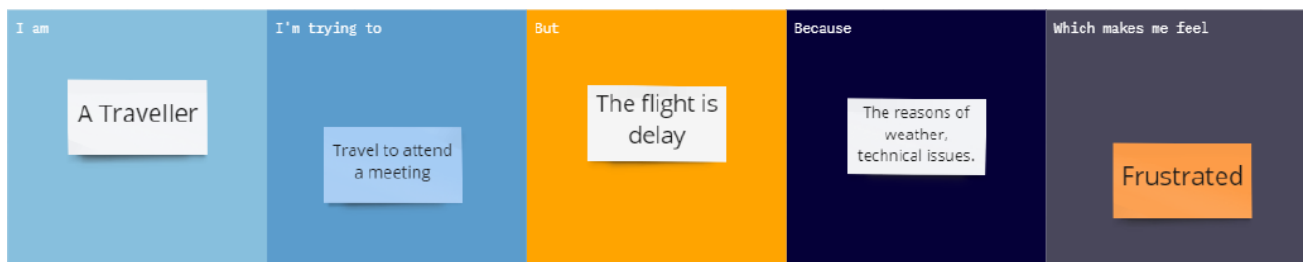 I am
A Traveller
I'm trying to
Travel to attend
a meeting
But
The flight is
delay
Because
The reasons of
weather,
technical issues.
Which makes me feel
Frustrated